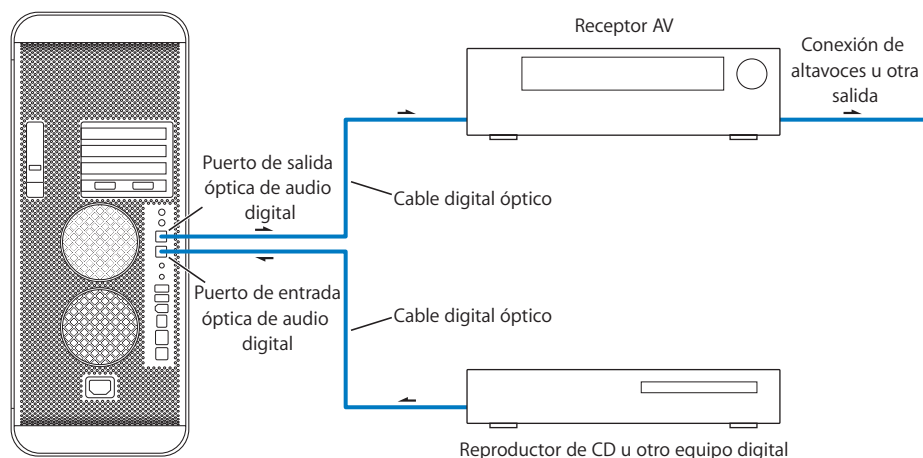 Receptor AV
Conexión de
altavoces u otra
salida
Puerto de salida
óptica de audio
digital
Cable digital óptico
Puerto de entrada
óptica de audio
digital
Cable digital óptico
Reproductor de CD u otro equipo digital